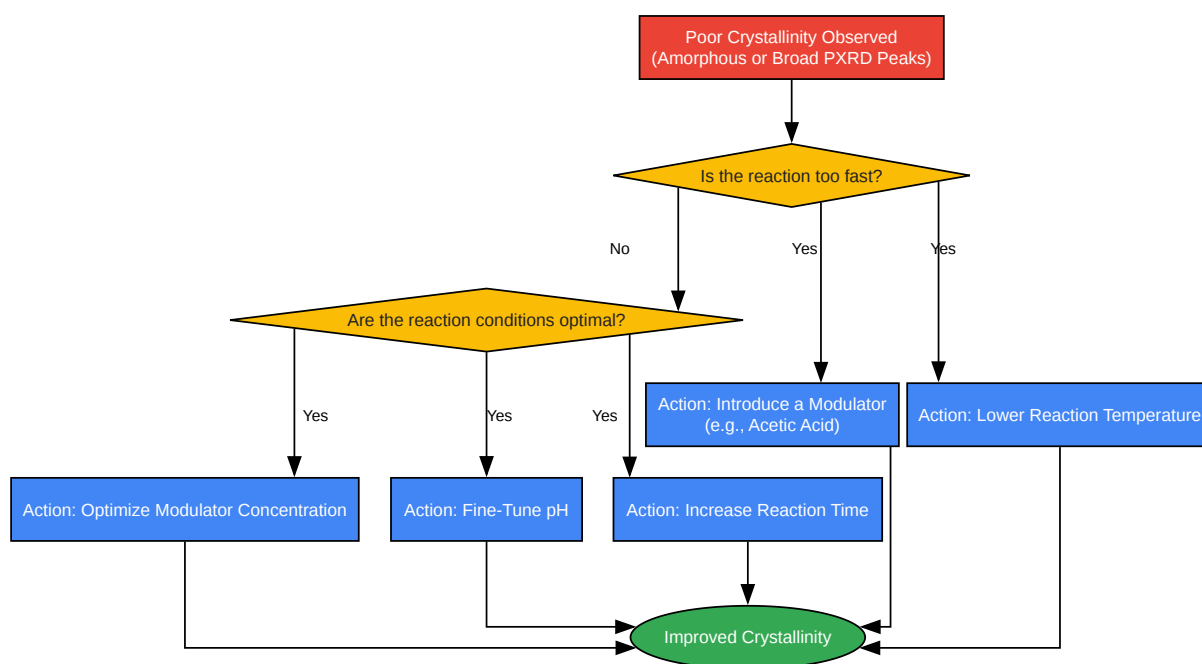 Poor Crystallinity Observed
(Amorphous or Broad PXRD Peaks)
Is the reaction too fast?
No
Yes
Yes
Are the reaction conditions optimal?
Action: Introduce a Modulator
(e.g., Acetic Acid)
Action: Lower Reaction Temperature
Yes
Yes
Yes
Action: Optimize Modulator Concentration
Action: Fine-Tune pH
Action: Increase Reaction Time
Improved Crystallinity